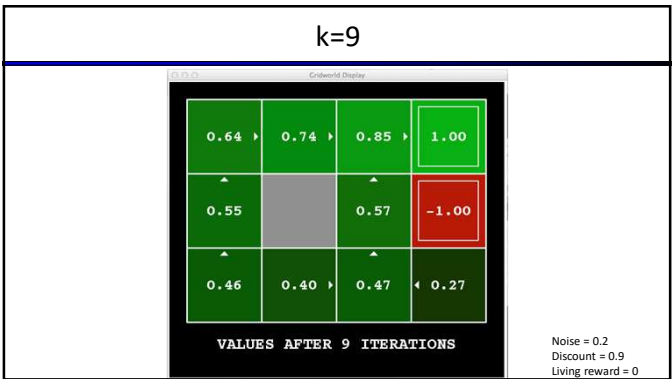 k=9
Gridworld Display
0.64 0.74 0.85 1.00
0.55 0.57 -1.00
0.46 0.40 0.47 0.27
VALUES AFTER 9 ITERATIONS
Noise = 0.2
Discount = 0.9
Living reward = 0